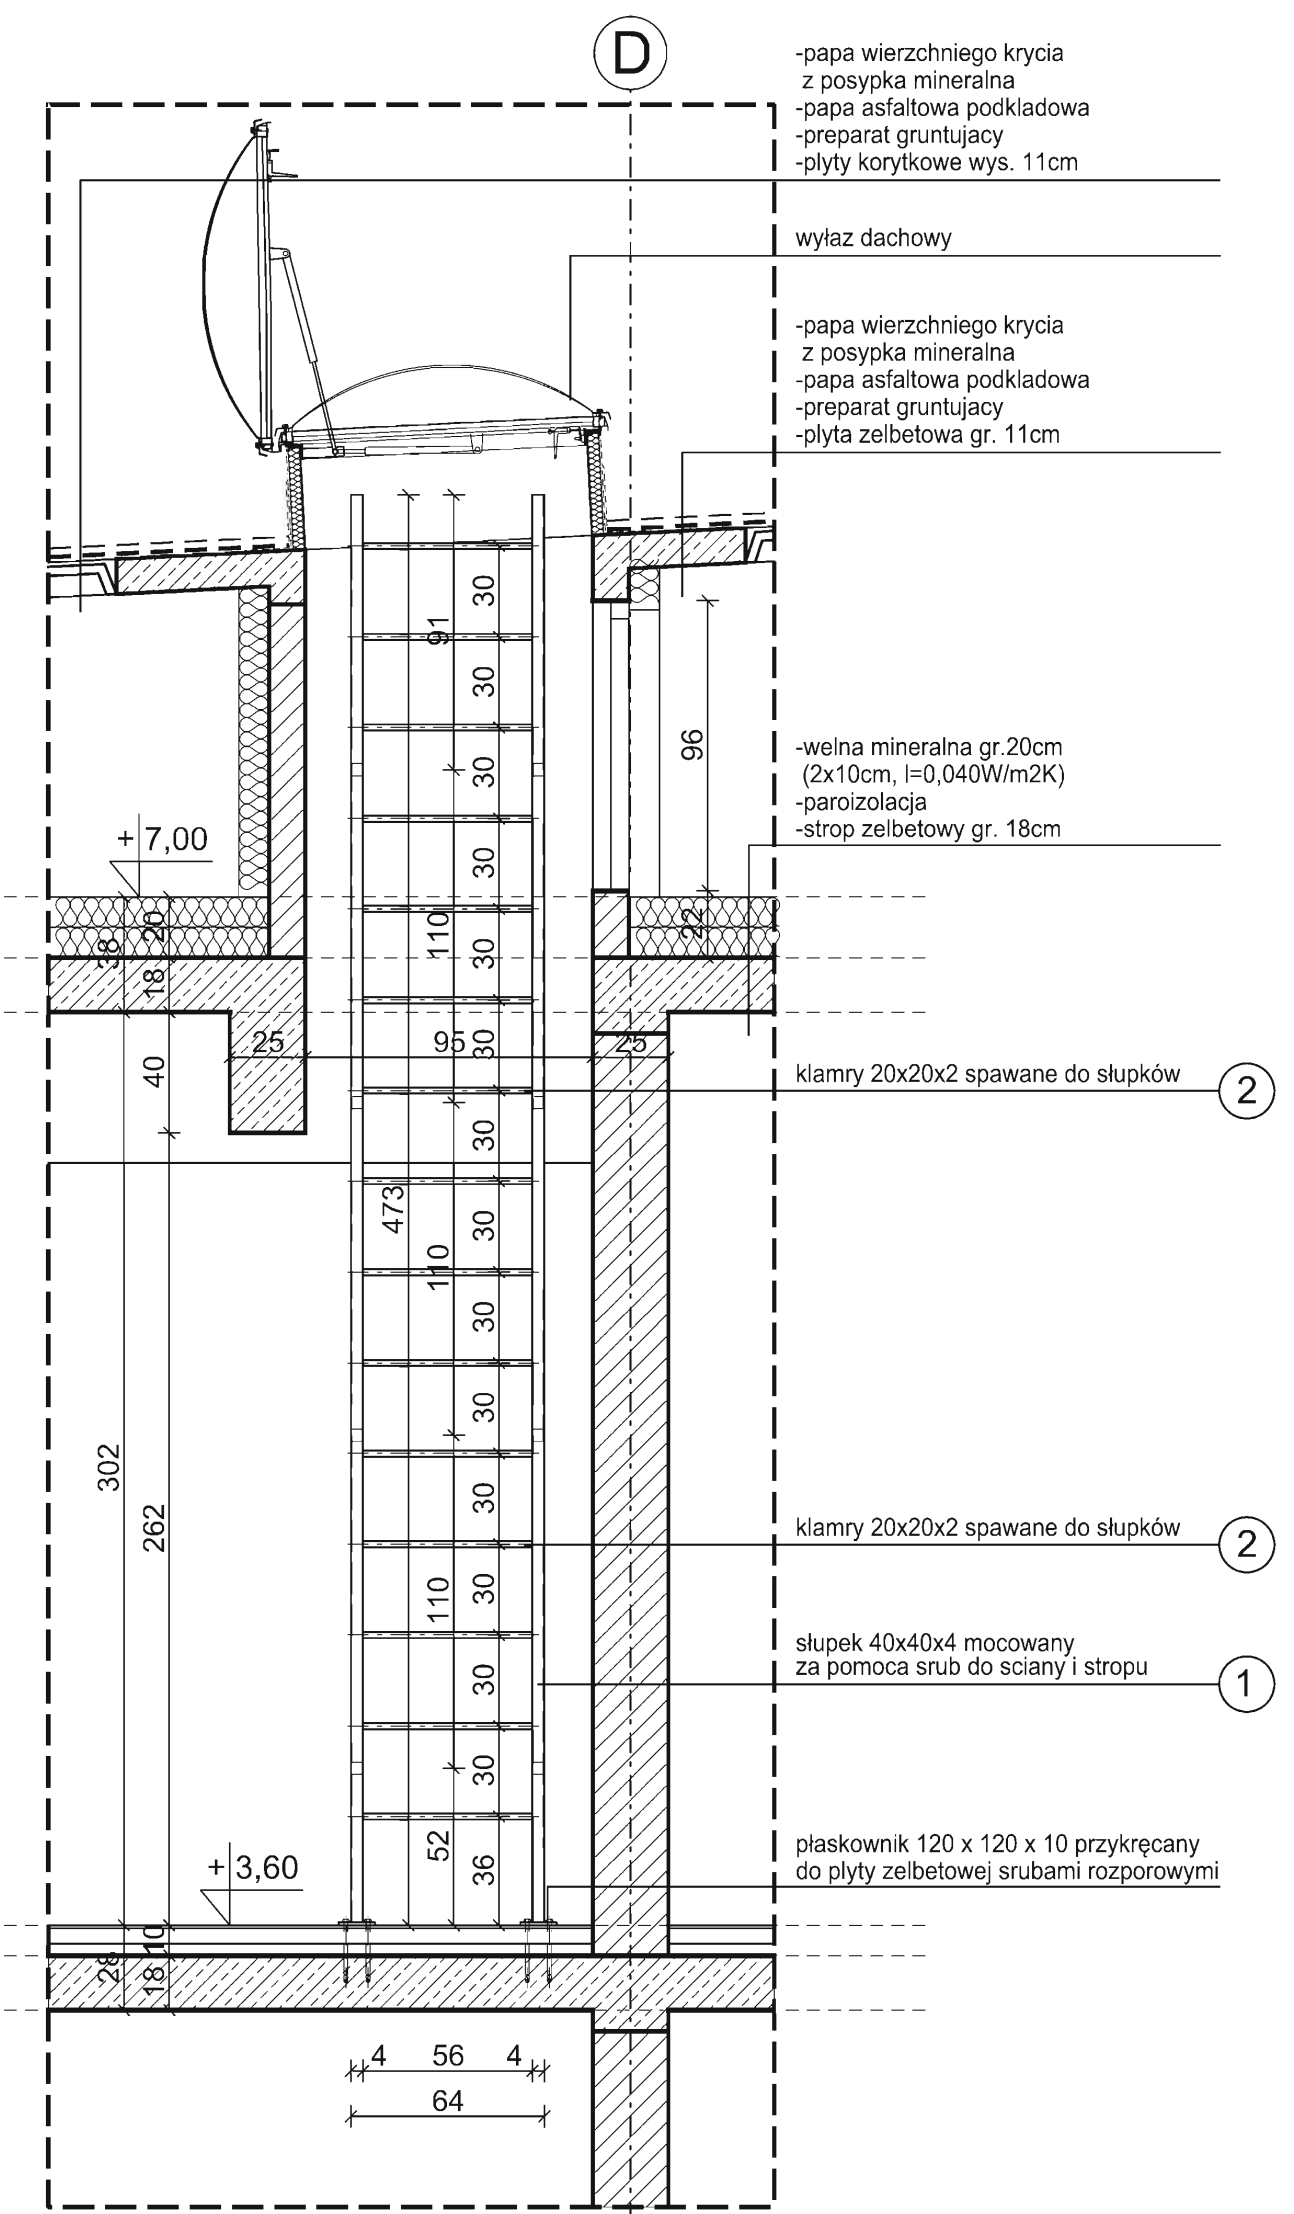 D
-papa wierzchniego krycia
z posypka mineralna
-papa asfaltowa podkladowa
-preparat gruntujacy
-plyty korytkowe wys. 11cm
wyłaz dachowy
-papa wierzchniego krycia
z posypka mineralna
-papa asfaltowa podkladowa
-preparat gruntujacy
-plyta zelbetowa gr. 11cm
30
91
30
96
30
-welna mineralna gr.20cm
(2x10cm, l=0,040W/m2K)
-paroizolacja
-strop zelbetowy gr. 18cm
+7,00
30
38
20
110
22
30
18
25
95
30
25
40
klamry 20x20x2 spawane do słupków
2
30
473
30
110
30
30
302
262
30
klamry 20x20x2 spawane do słupków
2
110
30
słupek 40x40x4 mocowany
za pomoca srub do sciany i stropu
1
30
30
52
36
płaskownik 120 x 120 x 10 przykręcany
do plyty zelbetowej srubami rozporowymi
+3,60
10
28
18
4
56
4
64